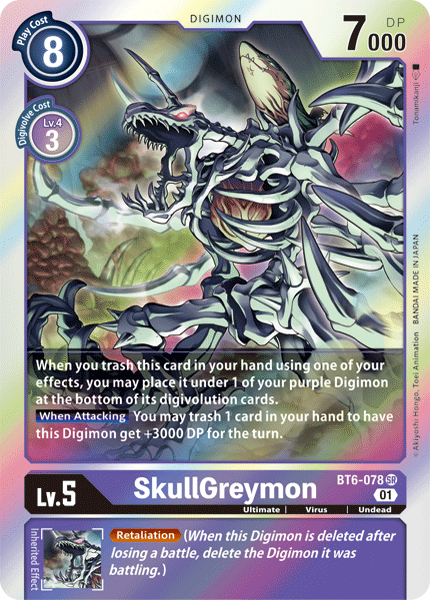 Play Cost
8
DIGIMON
DP
7000
Digivolve Cost
Lv.4
3
Tonamikanji
© Akiyoshi Hongo, Toei Animation BANDAI MADE IN JAPAN
When you trash this card in your hand using one of your
effects, you may place it under 1 of your purple Digimon
at the bottom of its digivolution cards.
When Attacking You may trash 1 card in your hand to have
this Digimon get +3000 DP for the turn.
Lv.5
SkullGreymon
BT6-078 SR
01
Ultimate | Virus | Undead
Inherited Effect
Retaliation (When this Digimon is deleted after
losing a battle, delete the Digimon it was
battling.)